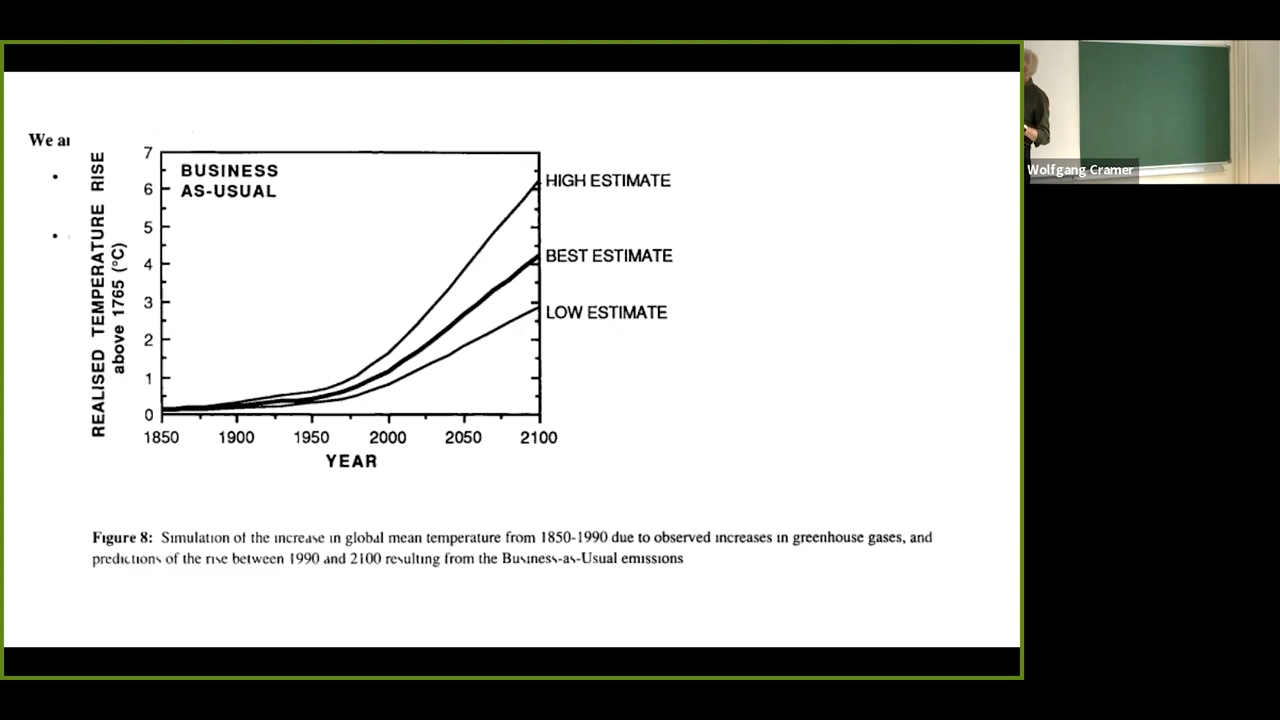 We ar
BUSINESS
AS-USUAL
REALISED TEMPERATURE RISE
above 1765 (°C)
7
6
5
4
3
2
1
0
1850 1900 1950 2000 2050 2100
YEAR
HIGH ESTIMATE
BEST ESTIMATE
LOW ESTIMATE
Figure 8: Simulation of the increase in global mean temperature from 1850-1990 due to observed increases in greenhouse gases, and
predictions of the rise between 1990 and 2100 resulting from the Business-as-Usual emissions
Wolfgang Cramer